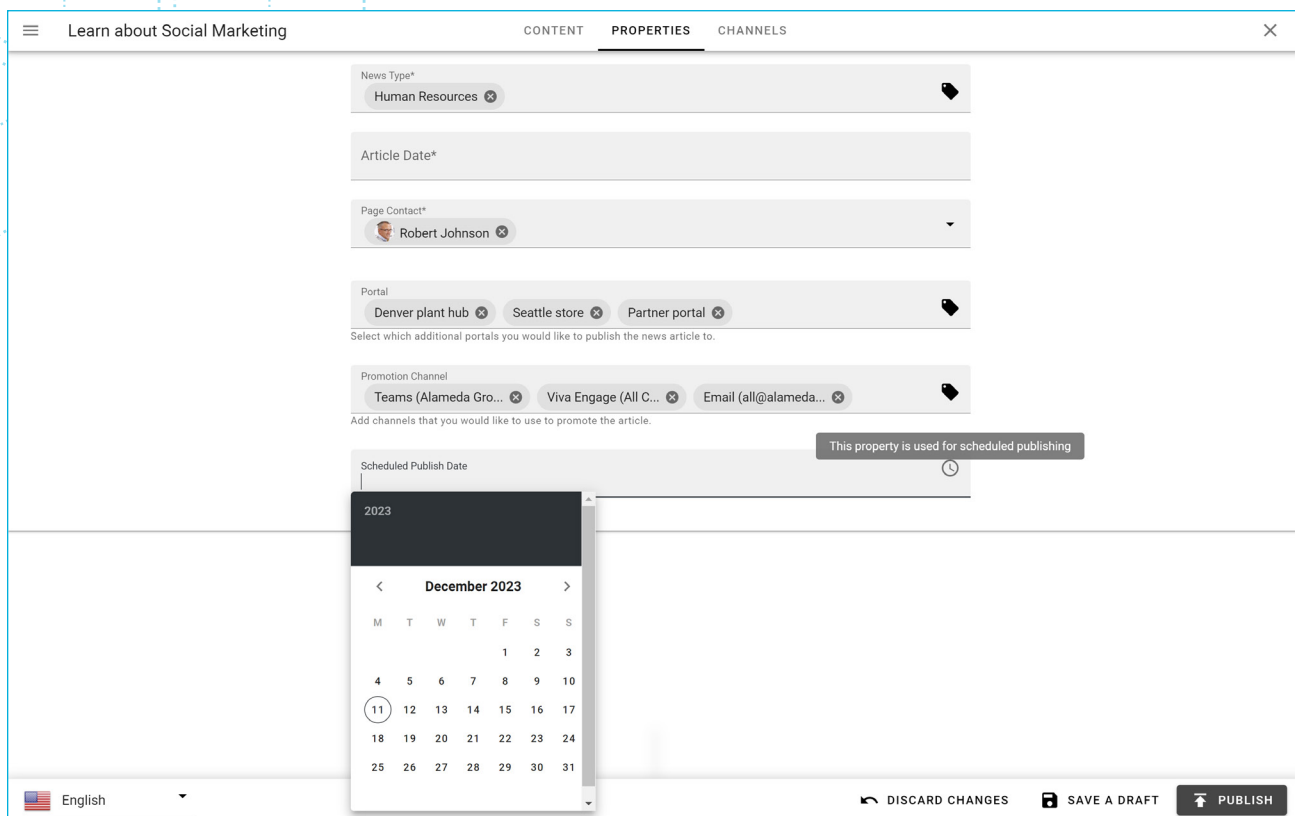 Learn about Social Marketing
CONTENT PROPERTIES CHANNELS
News Type*
Human Resources
Article Date*
Page Contact*
Robert Johnson
Portal
Denver plant hub Seattle store Partner portal
Select which additional portals you would like to publish the news article to.
Promotion Channel
Teams (Alameda Gro... Viva Engage (All C... Email (all@alameda...
Add channels that you would like to use to promote the article.
This property is used for scheduled publishing
Scheduled Publish Date
2023
December 2023
M T W T F S S
1 2 3
4 5 6 7 8 9 10
11 12 13 14 15 16 17
18 19 20 21 22 23 24
25 26 27 28 29 30 31
English DISCARD CHANGES SAVE A DRAFT PUBLISH